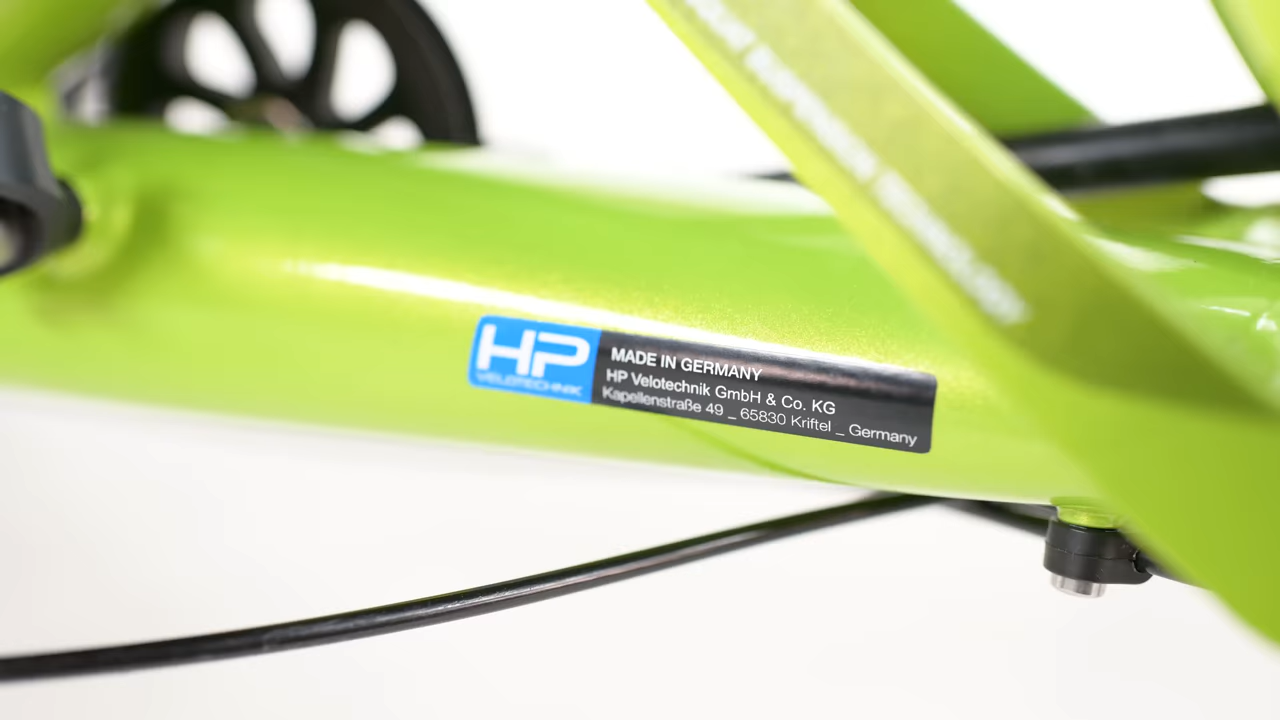 HP
VELOTECHNIK
MADE IN GERMANY
HP Velotechnik GmbH & Co. KG
Kapellenstraße 49 _ 65830 Kriftel _ Germany